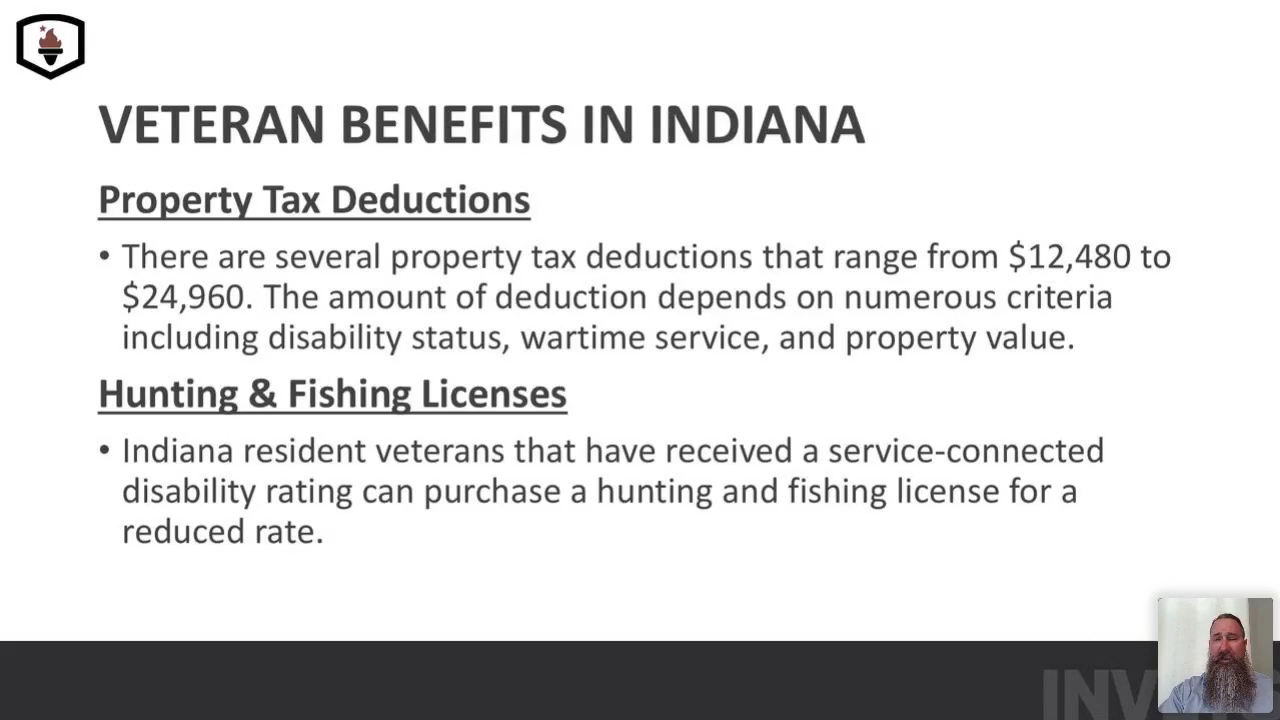 VETERAN BENEFITS IN INDIANA
Property Tax Deductions
• There are several property tax deductions that range from $12,480 to
$24,960. The amount of deduction depends on numerous criteria
including disability status, wartime service, and property value.
Hunting & Fishing Licenses
• Indiana resident veterans that have received a service-connected
disability rating can purchase a hunting and fishing license for a
reduced rate.